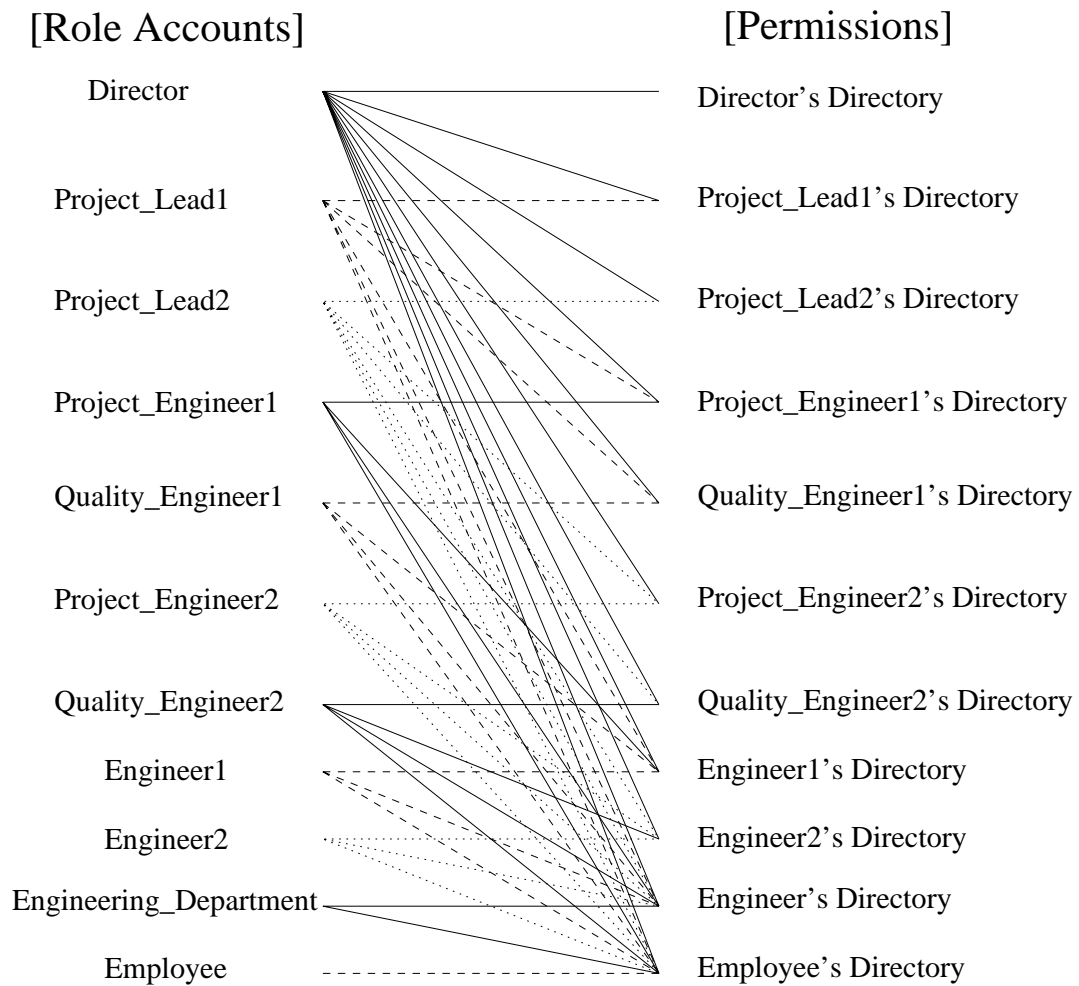 [Role Accounts] [Permissions]
Director Director’s Directory
Project_Lead1 Project_Lead1’s Directory
Project_Lead2 Project_Lead2’s Directory
Project_Engineer1 Project_Engineer1’s Directory
Quality_Engineer1 Quality_Engineer1’s Directory
Project_Engineer2 Project_Engineer2’s Directory
Quality_Engineer2 Quality_Engineer2’s Directory
Engineer1 Engineer1’s Directory
Engineer2 Engineer2’s Directory
Engineering_Department Engineer’s Directory
Employee Employee’s Directory